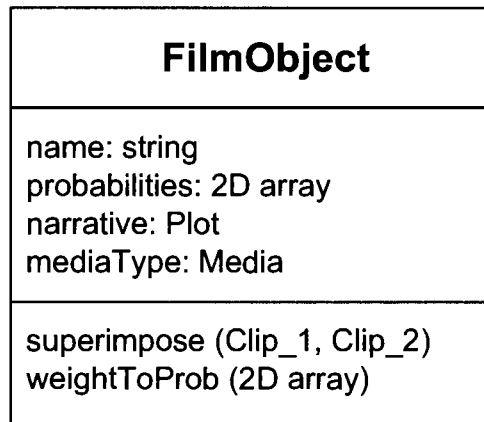 FilmObject
name: string
probabilities: 2D array
narrative: Plot
mediaType: Media
superimpose (Clip_1, Clip_2)
weightToProb (2D array)